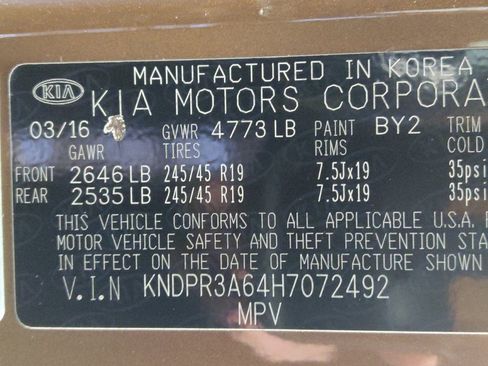 MANUFACTURED IN KOREA
KIA KIA MOTORS CORPORA
03/16 GVWR 4773 LB PAINT BY2 TRIM
GAWR TIRES RIMS COLD
FRONT 2646 LB 245/45 R19 7.5Jx19 35psi
REAR 2535 LB 245/45 R19 7.5Jx19 35psi
THIS VEHICLE CONFORMS TO ALL APPLICABLE U.S.A. F
MOTOR VEHICLE SAFETY AND THEFT PREVENTION STA
IN EFFECT ON THE DATE OF MANUFACTURE SHOWN
V.I.N KNDPR3A64H7072492
MPV